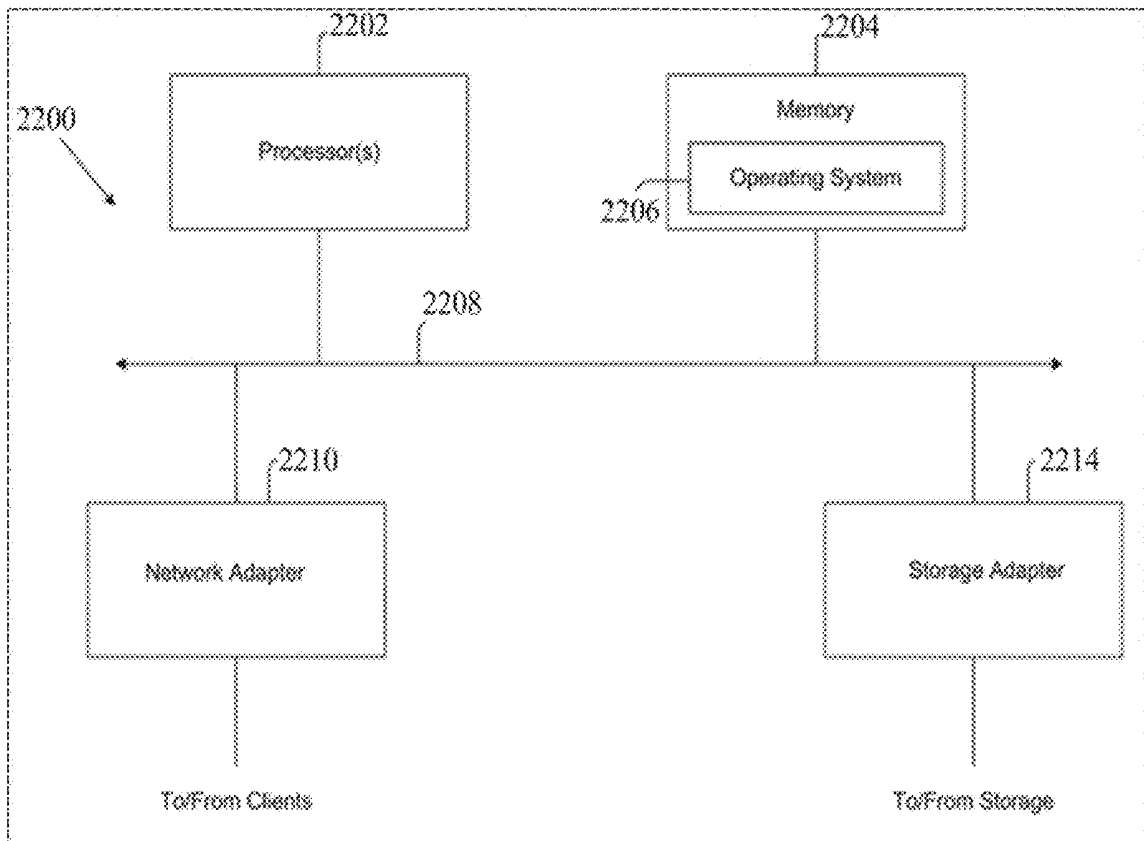 2202
2204
2200
Processor(s)
Memory
Operating System
2206
2208
2210
2214
Network Adapter
Storage Adapter
To/From Clients
To/From Storage